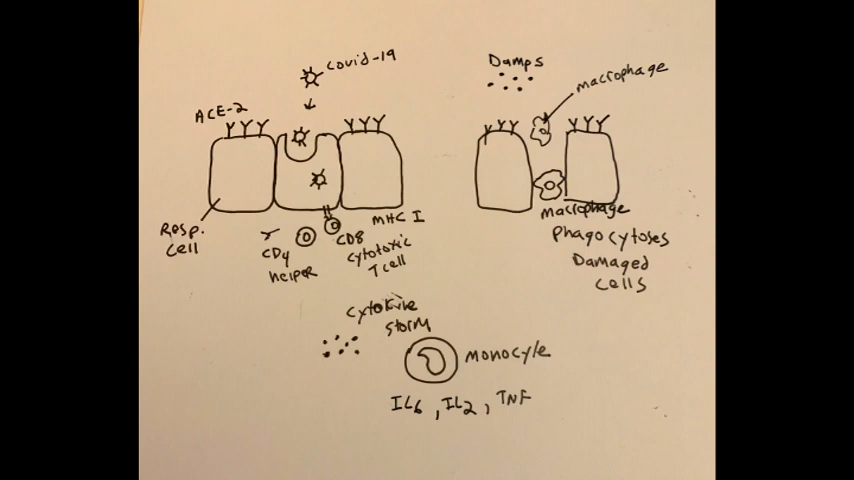 Covid-19
ACE-2
Resp.
Cell
MHC I
CD8
cytotoxic
T cell
CD4
helper
Damps
macrophage
macrophage
Phagocytoses
Damaged
Cells
cytokine
storm
monocyte
IL6, IL2, TNF